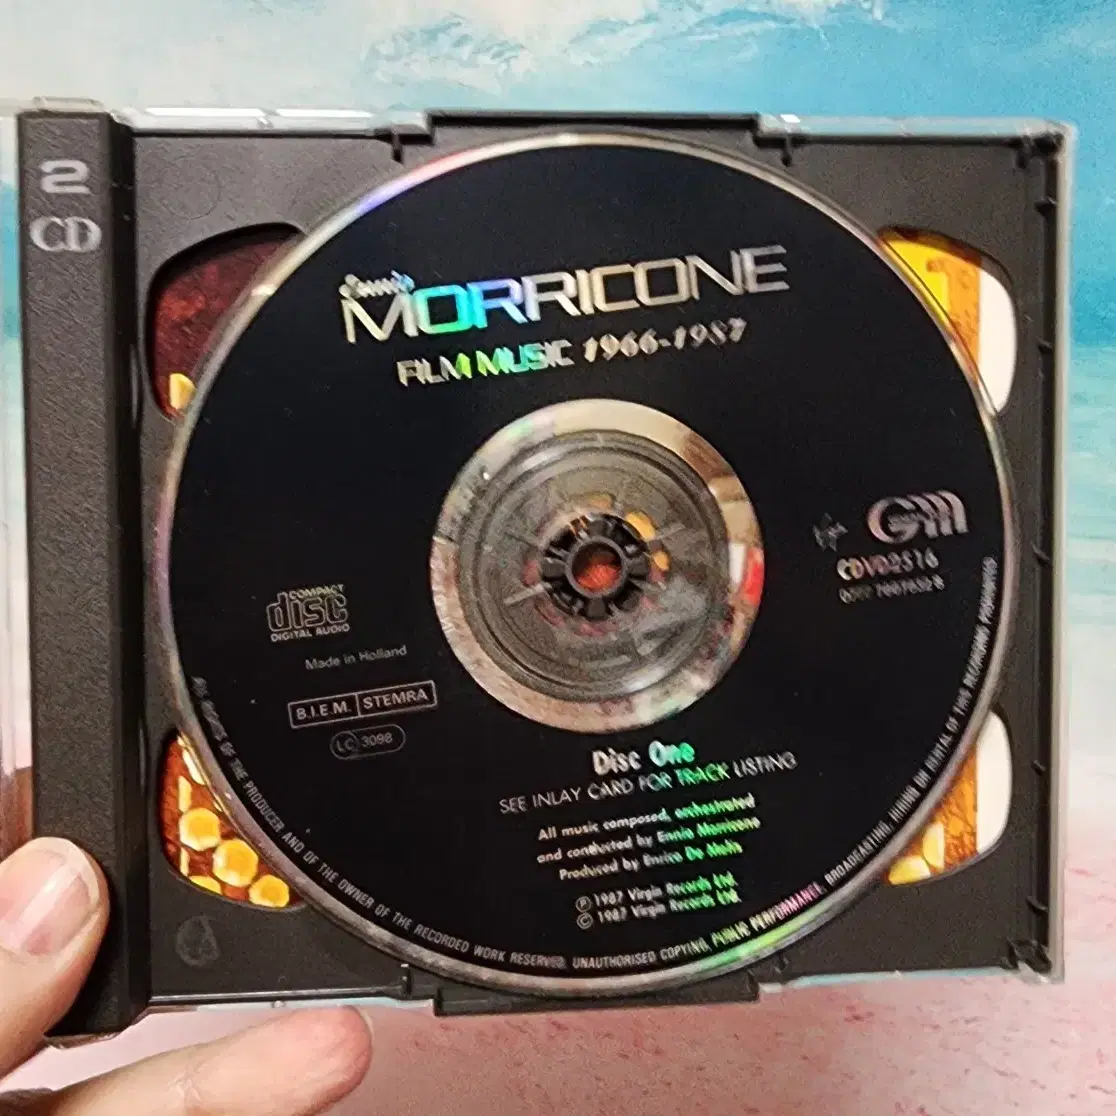 2
CD
Ennio
MORRICONE
FILM MUSIC 1966-1987
Virgin
Gm
CDVD2516
COMPACT
disc
DIGITAL AUDIO
Made in Holland
B.I.E.M. STEMRA
LC 3098
Disc One
SEE INLAY CARD FOR TRACK LISTING
All music composed, orchestrated
and conducted by Ennio Morricone
Produced by Enrico De Melis
Ⓟ 1987 Virgin Records Ltd.
© 1987 Virgin Records Ltd.
ALL RIGHTS OF THE PRODUCER AND OF THE OWNER OF THE RECORDED WORK RESERVED. UNAUTHORISED COPYING, PUBLIC PERFORMANCE, BROADCASTING, HIRING OR RENTAL OF THIS RECORDING PROHIBITED